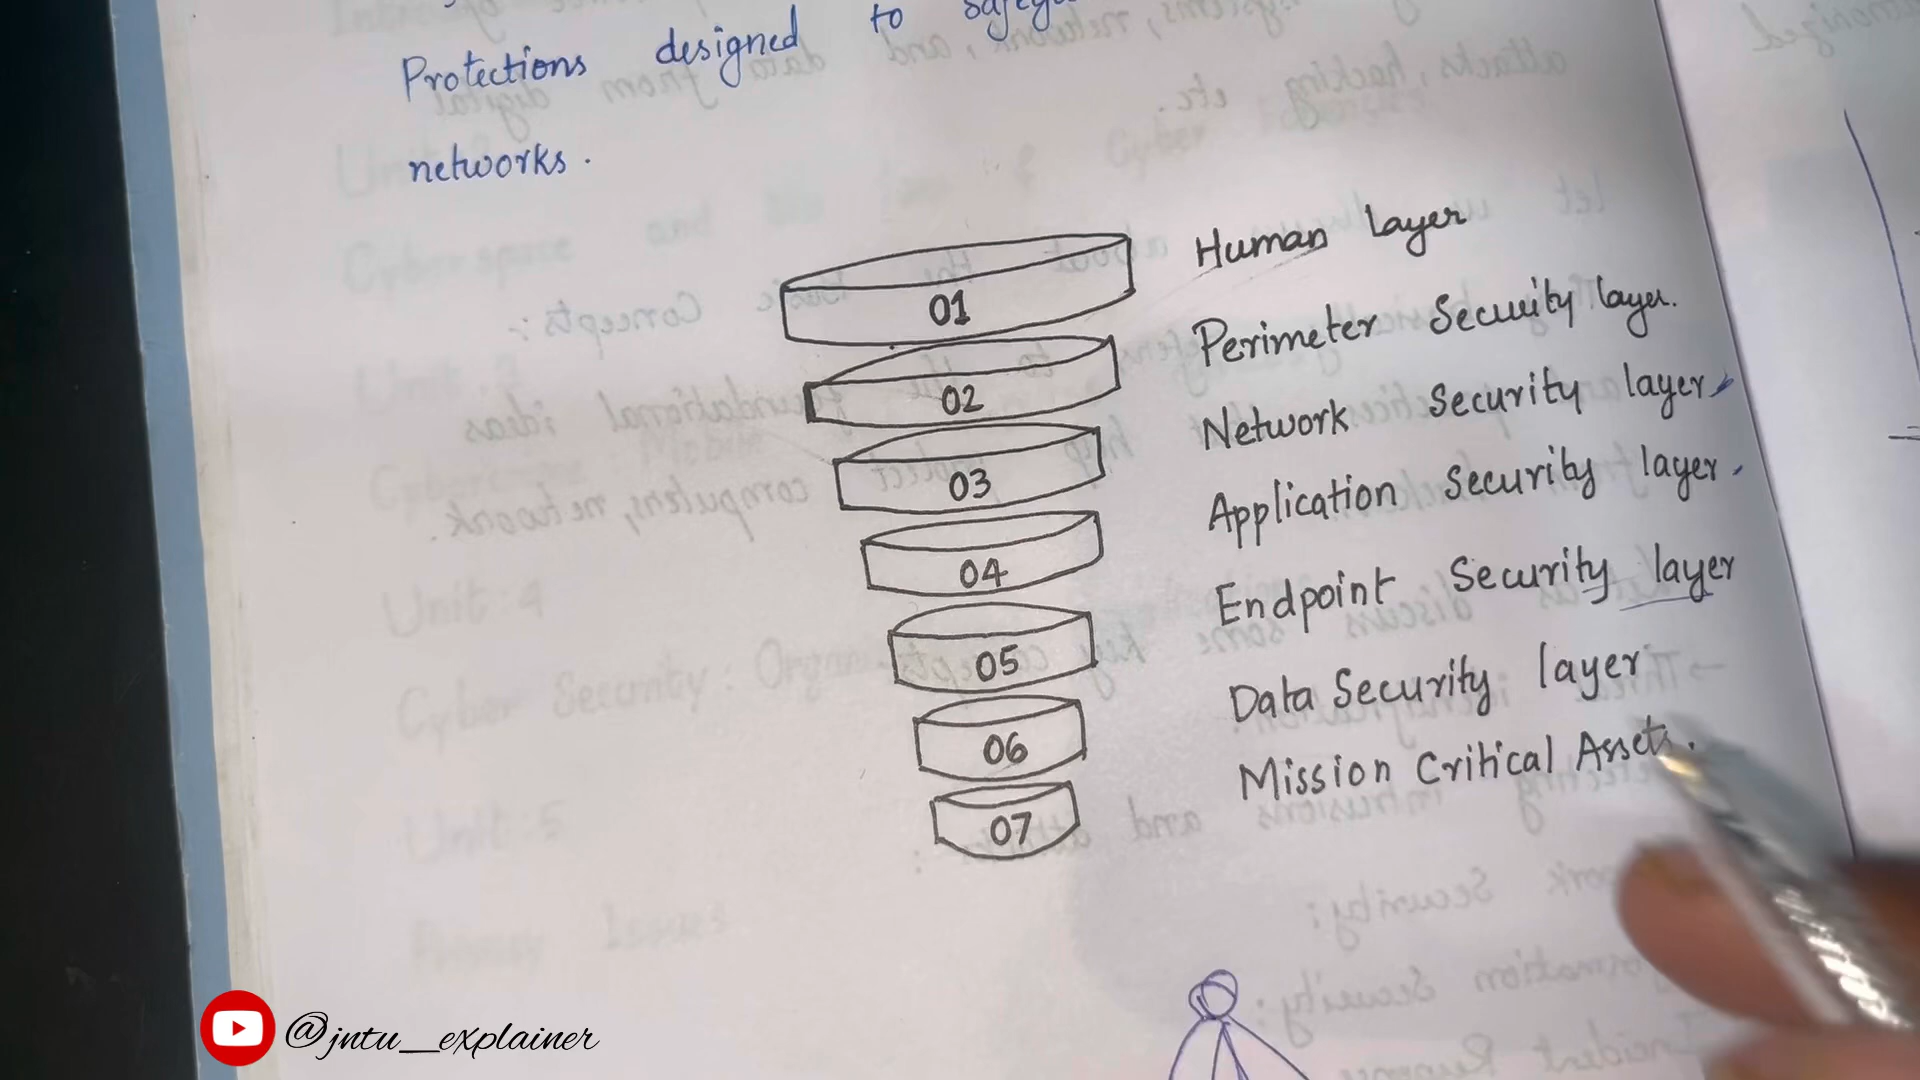 Protections designed to
networks.
Human Layer
01
Perimeter Security layer.
02
Network Security layer
03
Application Security layer
04
Endpoint Security layer
05
Data Security layer
06
Mission Critical Assets.
07
@jntu__explainer